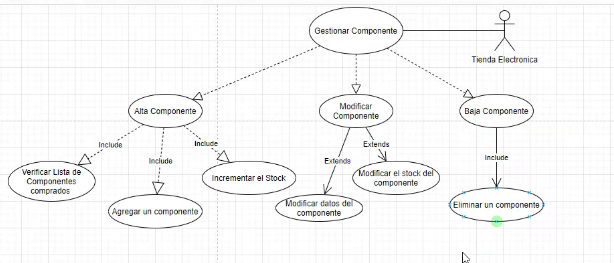 Gestionar Componente
Tienda Electronica
Alta Componente
Modificar
Componente
Baja Componente
Include
Include
Include
Extends
Extends
Include
Verificar Lista de
Componentes
comprados
Agregar un componente
Incrementar el Stock
Modificar datos del
componente
Modificar el stock del
componente
Eliminar un componente